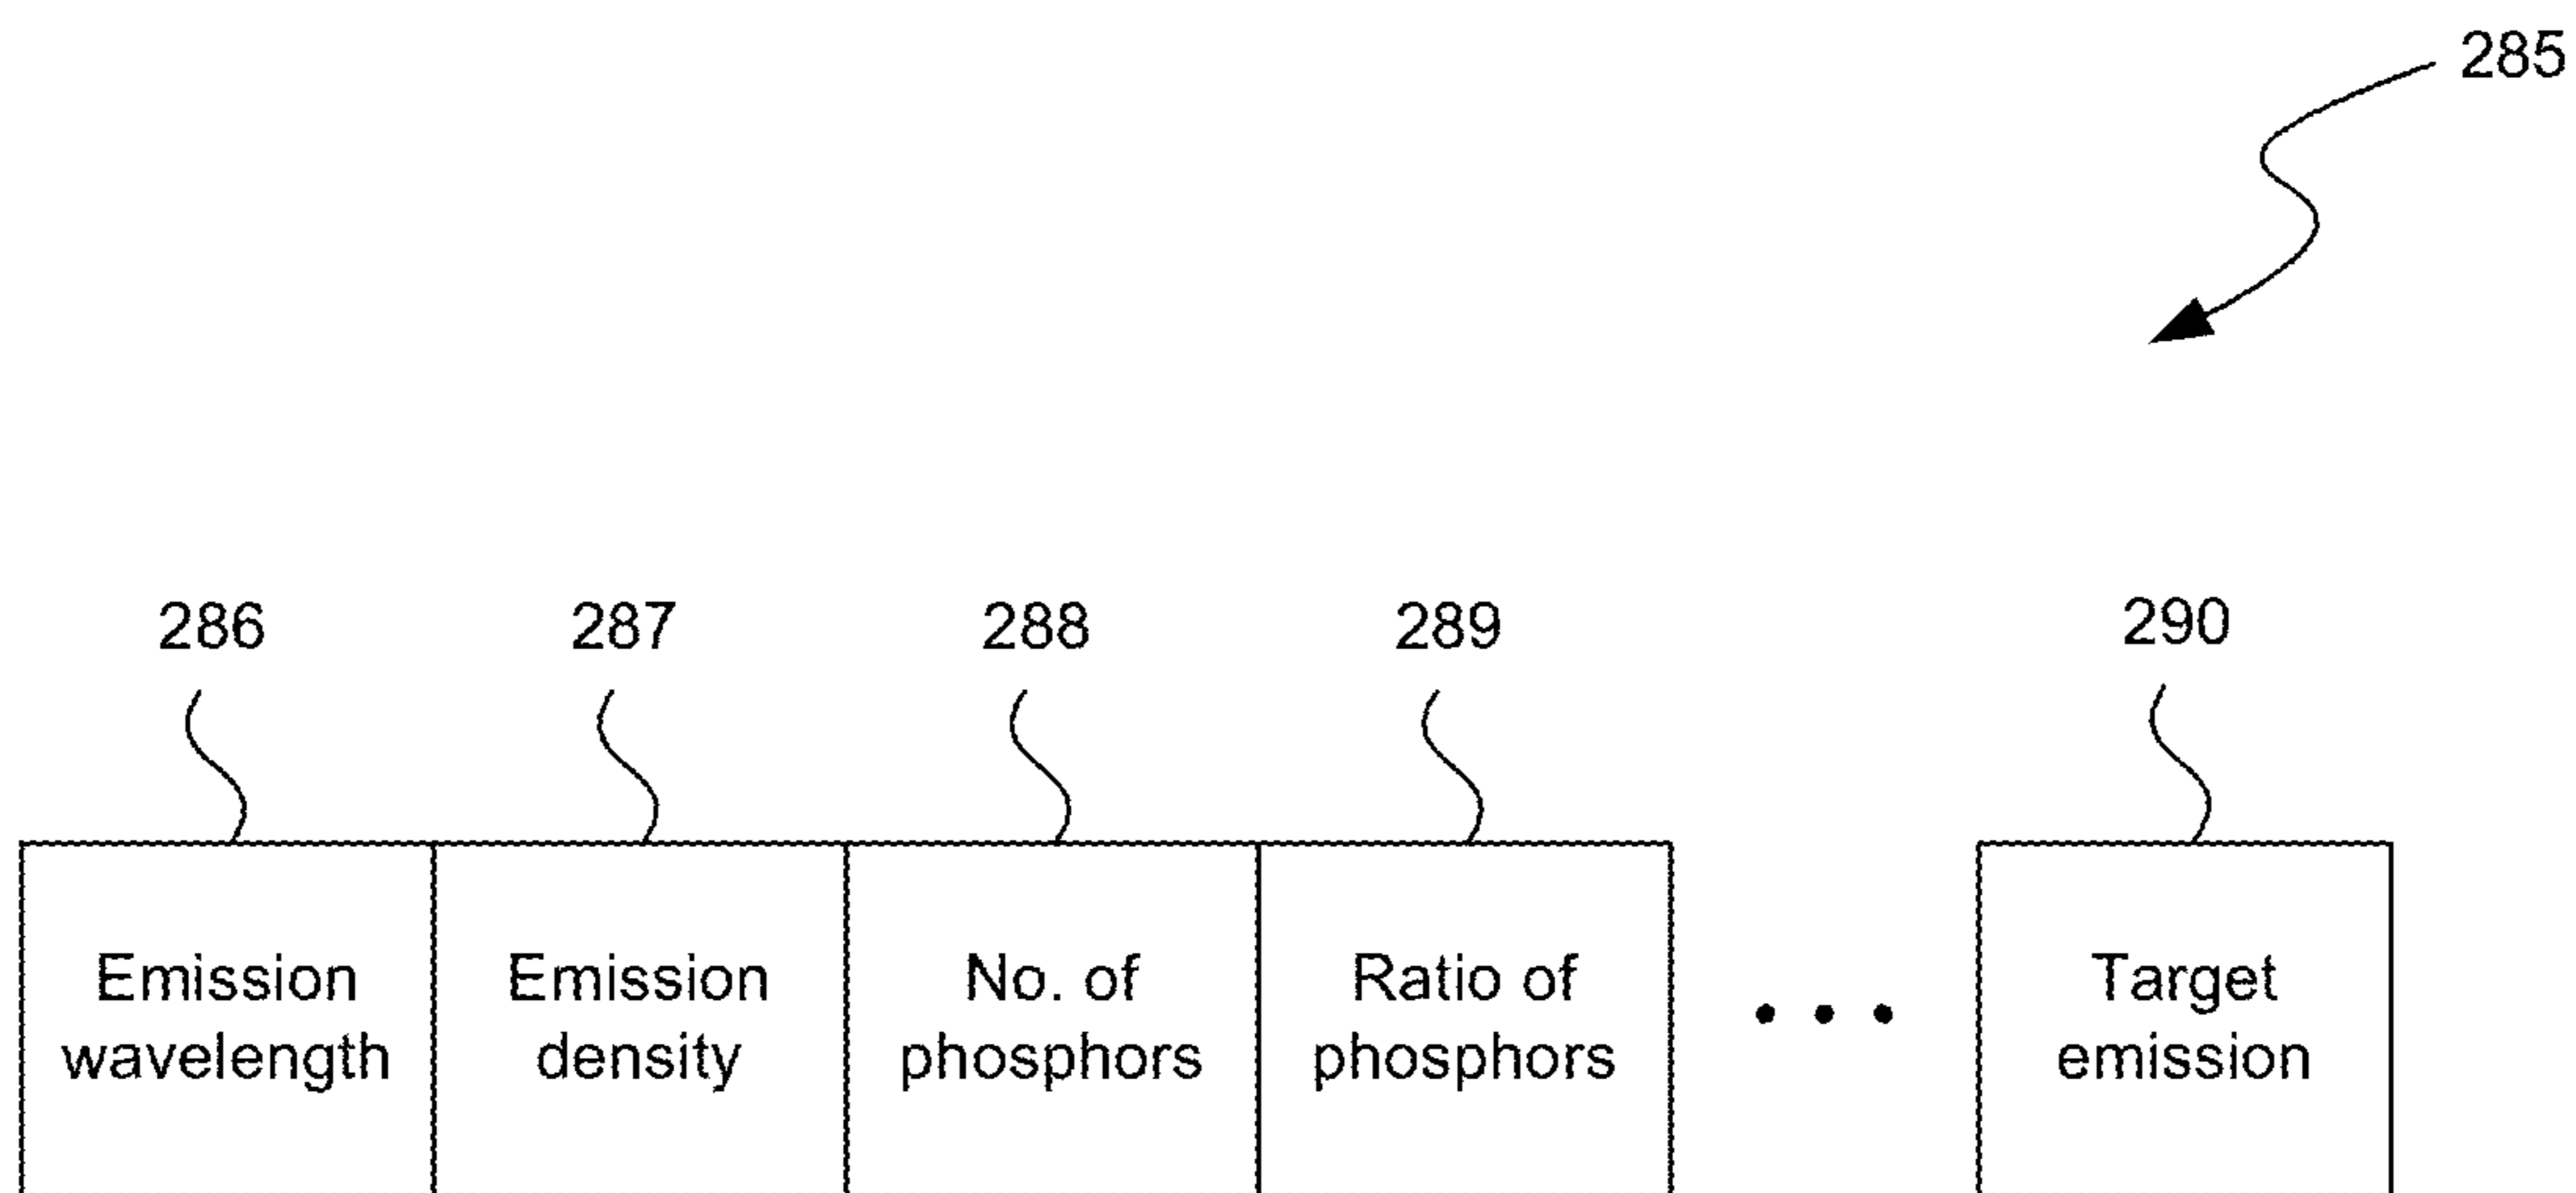 285
286
287
288
289
290
Emission
wavelength
Emission
density
No. of
phosphors
Ratio of
phosphors
Target
emission